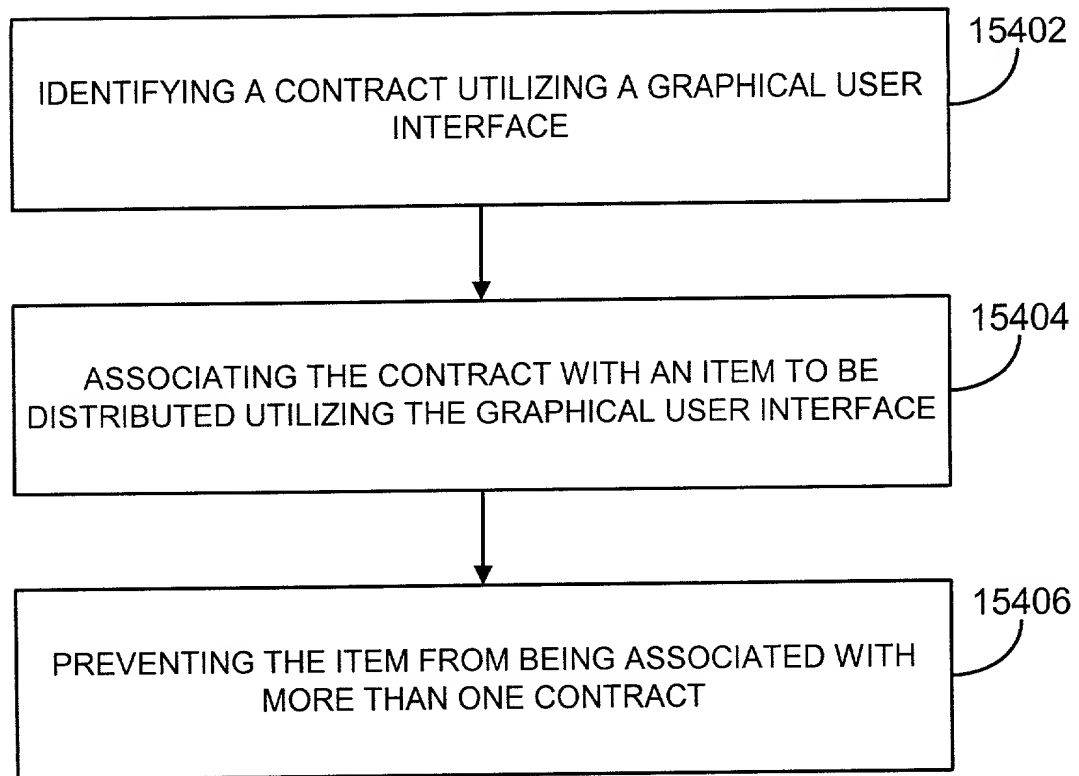 15402
IDENTIFYING A CONTRACT UTILIZING A GRAPHICAL USER
INTERFACE
15404
ASSOCIATING THE CONTRACT WITH AN ITEM TO BE
DISTRIBUTED UTILIZING THE GRAPHICAL USER INTERFACE
15406
PREVENTING THE ITEM FROM BEING ASSOCIATED WITH
MORE THAN ONE CONTRACT